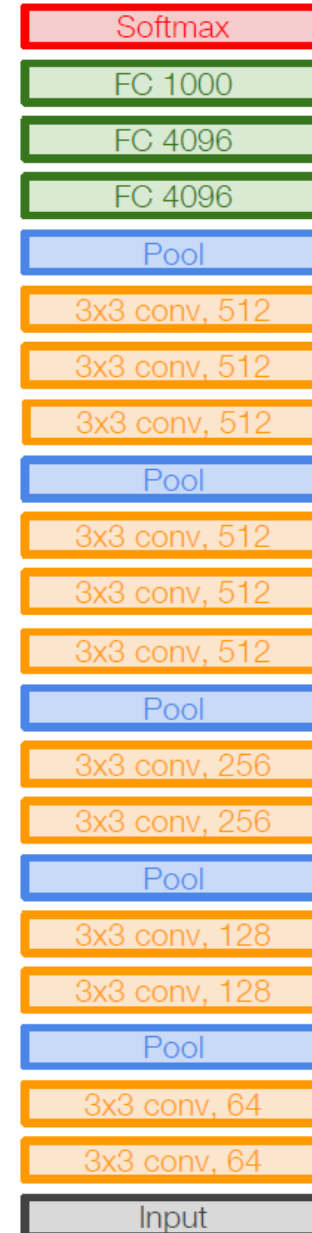 Softmax
FC 1000
FC 4096
FC 4096
Pool
3x3 conv, 512
3x3 conv, 512
3x3 conv, 512
Pool
3x3 conv, 512
3x3 conv, 512
3x3 conv, 512
Pool
3x3 conv, 256
3x3 conv, 256
Pool
3x3 conv, 128
3x3 conv, 128
Pool
3x3 conv, 64
3x3 conv, 64
Input